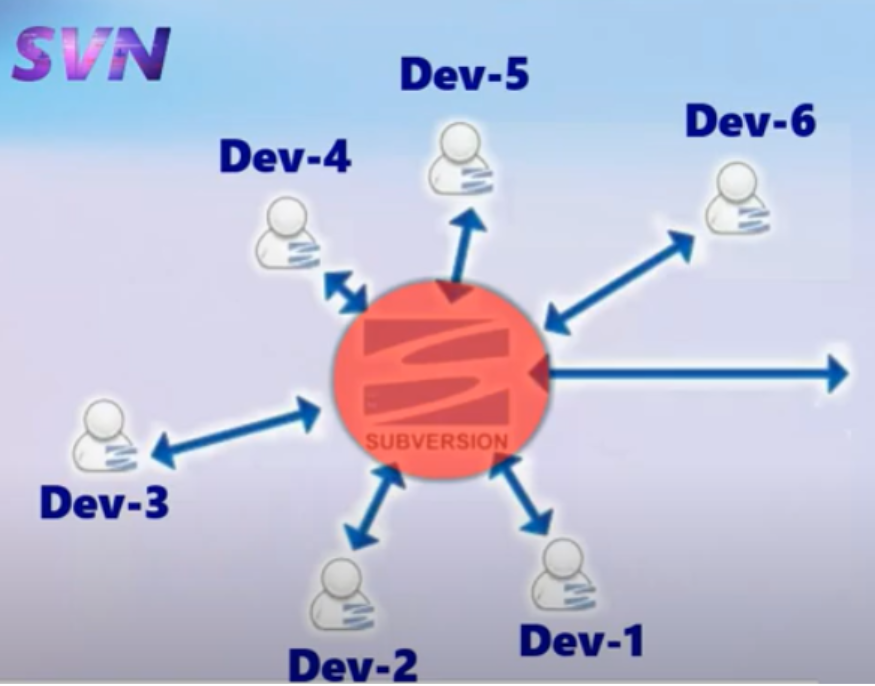 SVN
Dev-5
Dev-6
Dev-4
SUBVERSION
Dev-3
Dev-1
Dev-2